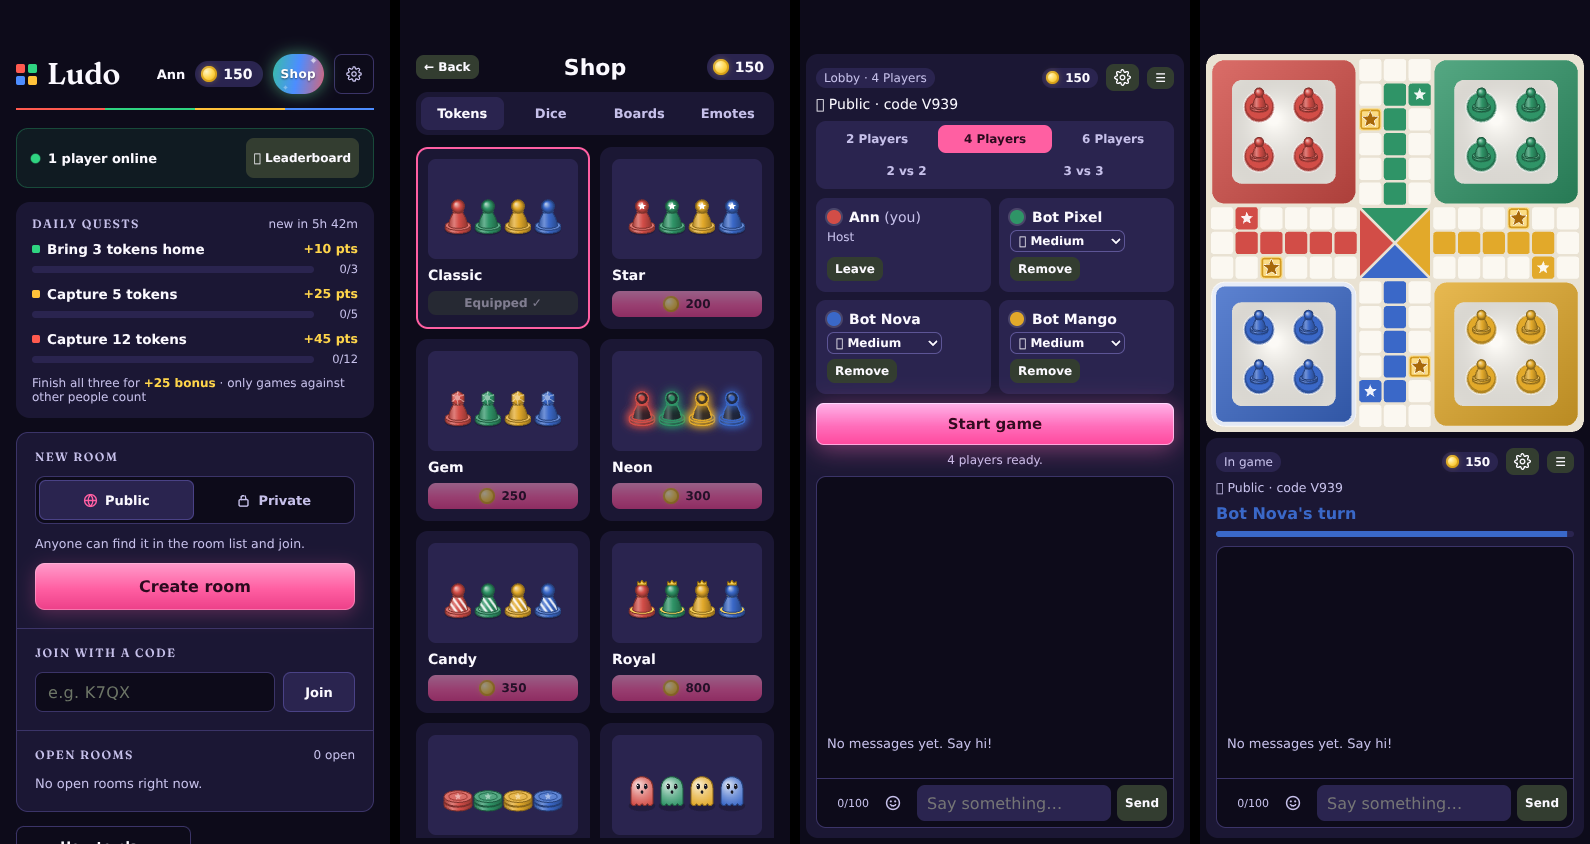 Ludo
Ann
150
Shop
1 player online
Leaderboard
DAILY QUESTS
new in 5h 42m
Bring 3 tokens home
+10 pts
0/3
Capture 5 tokens
+25 pts
0/5
Capture 12 tokens
+45 pts
0/12
Finish all three for +25 bonus · only games against
other people count
NEW ROOM
Public
Private
Anyone can find it in the room list and join.
Create room
JOIN WITH A CODE
e.g. K7QX
Join
OPEN ROOMS
0 open
No open rooms right now.
← Back
Shop
150
Tokens
Dice
Boards
Emotes
Classic
Equipped ✓
Star
200
Gem
250
Neon
300
Candy
350
Royal
800
Lobby · 4 Players
150
Public · code V939
2 Players
4 Players
6 Players
2 vs 2
3 vs 3
Ann (you)
Host
Leave
Bot Pixel
Medium
Remove
Bot Nova
Medium
Remove
Bot Mango
Medium
Remove
Start game
4 players ready.
No messages yet. Say hi!
0/100
Say something...
Send
In game
150
Public · code V939
Bot Nova's turn
No messages yet. Say hi!
0/100
Say something...
Send